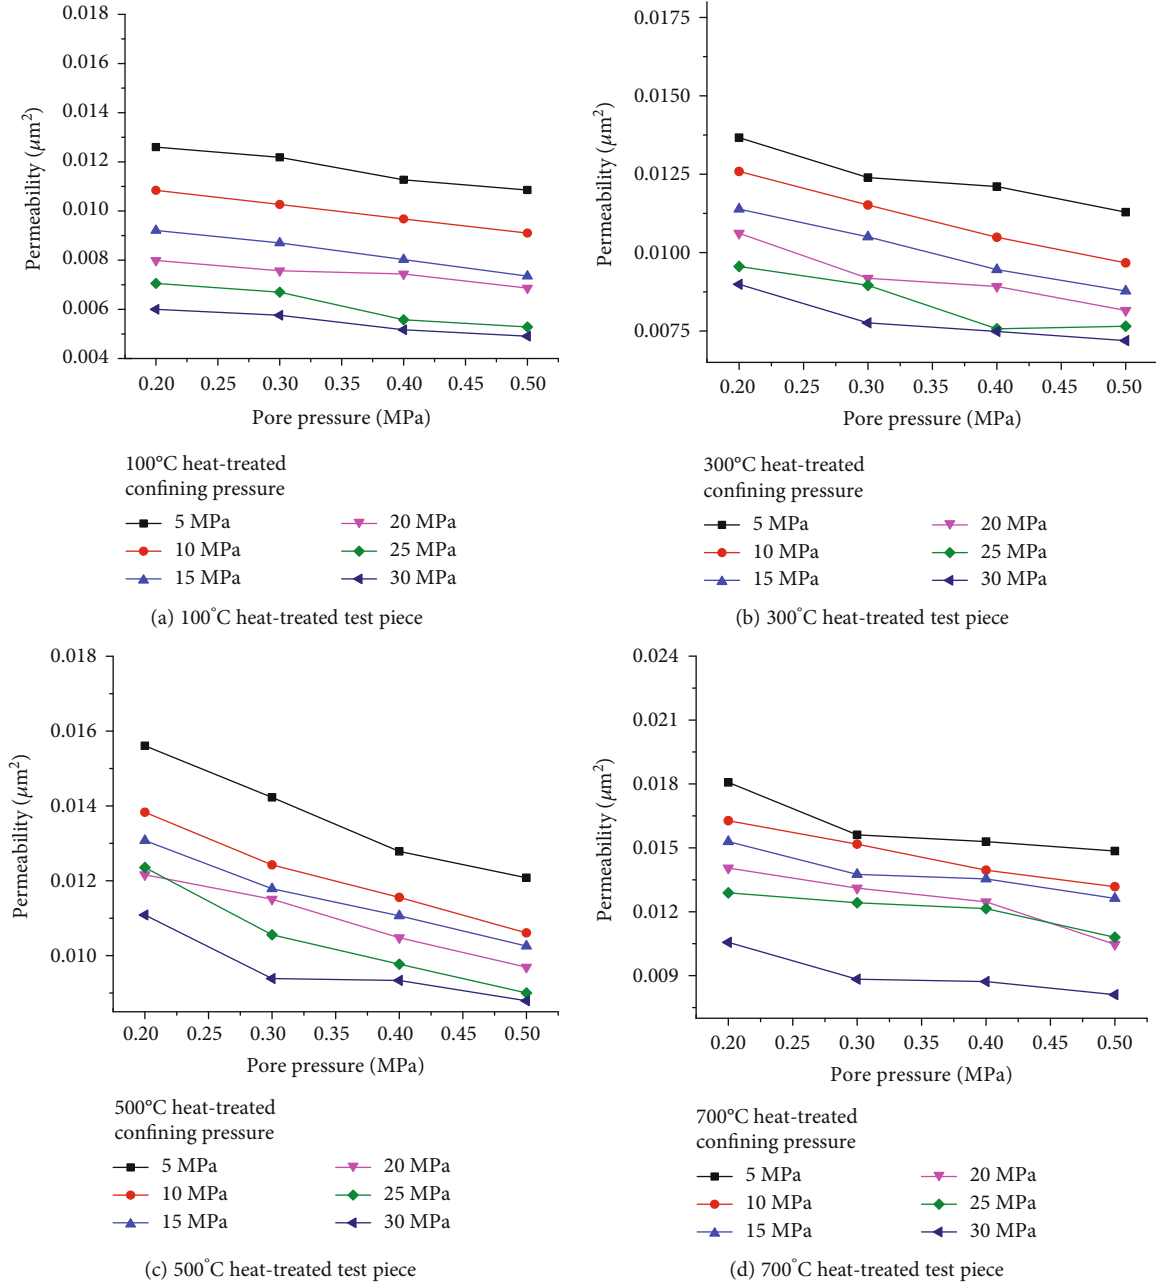 0.018
0.016
0.014
0.012
0.010
0.008
0.006
0.004
Permeability (μm²)
0.20 0.25 0.30 0.35 0.40 0.45 0.50
Pore pressure (MPa)
100°C heat-treated
confining pressure
5 MPa 20 MPa
10 MPa 25 MPa
15 MPa 30 MPa
(a) 100°C heat-treated test piece
0.0175
0.0150
0.0125
0.0100
0.0075
Permeability (μm²)
0.20 0.25 0.30 0.35 0.40 0.45 0.50
Pore pressure (MPa)
300°C heat-treated
confining pressure
5 MPa 20 MPa
10 MPa 25 MPa
15 MPa 30 MPa
(b) 300°C heat-treated test piece
0.018
0.016
0.014
0.012
0.010
Permeability (μm²)
0.20 0.25 0.30 0.35 0.40 0.45 0.50
Pore pressure (MPa)
500°C heat-treated
confining pressure
5 MPa 20 MPa
10 MPa 25 MPa
15 MPa 30 MPa
(c) 500°C heat-treated test piece
0.024
0.021
0.018
0.015
0.012
0.009
Permeability (μm²)
0.20 0.25 0.30 0.35 0.40 0.45 0.50
Pore pressure (MPa)
700°C heat-treated
confining pressure
5 MPa 20 MPa
10 MPa 25 MPa
15 MPa 30 MPa
(d) 700°C heat-treated test piece